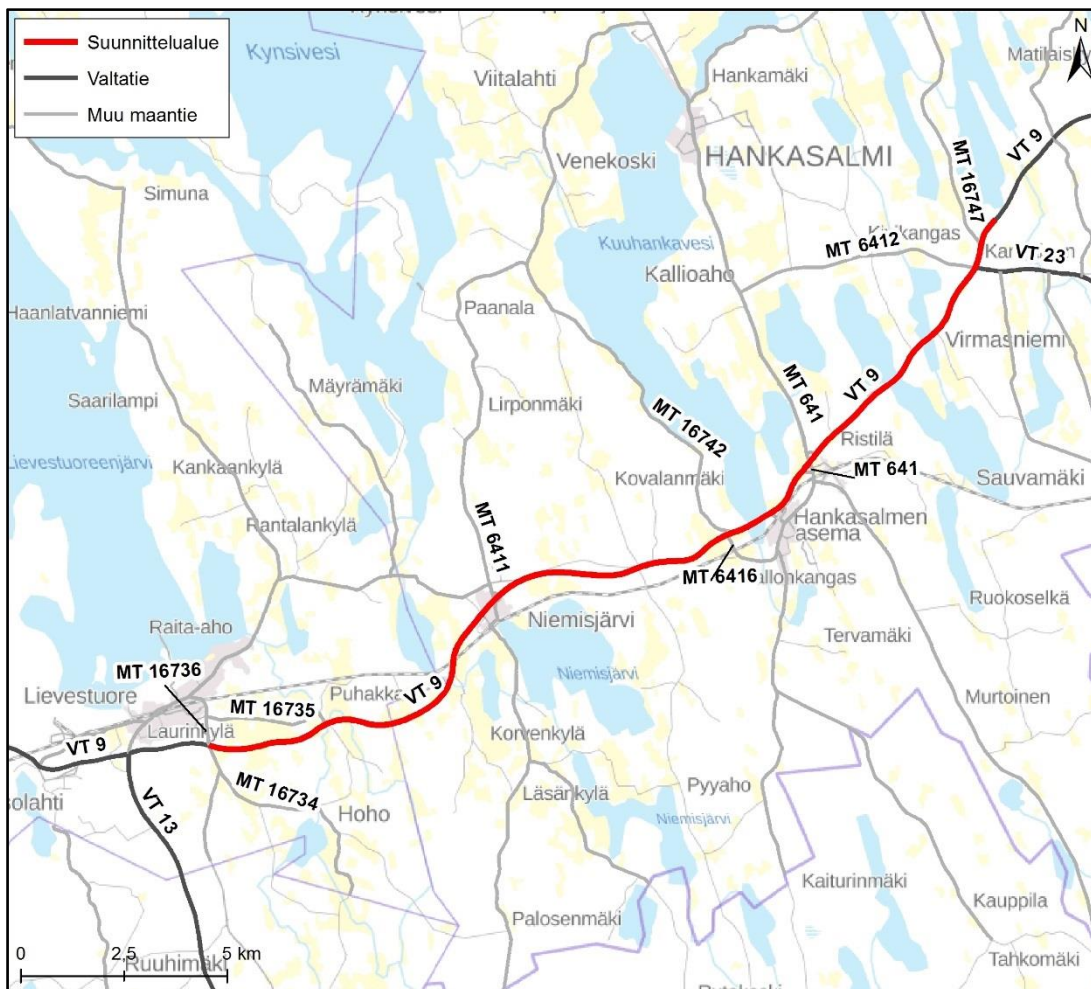 Suunnittelualue
Valtatie
Muu maantie
N
Kynsivesi
Viitalahti
Hankamäki
Venekoski
HANKASALMI
VT 9
Simuna
MT 16747
Kuuhankavesi
MT 6412
Kallioaho
VT 23
Haanlatvanniemi
Paanala
Virmasniemi
Mäyrämäki
VT 9
Saarilampi
Lirponmäki
MT 641
MT 16742
Ristilä
Lievestuoreenjärvi
Kankaankylä
Kovalanmäki
MT 641
Sauvamäki
Rantalankylä
MT 6411
Hankasalmen
asema
MT 6416
Ruokoselkä
Niemisjärvi
Raita-aho
Tervamäki
MT 16736
Niemisjärvi
Lievestuore
VT 9
Murtoinen
MT 16735
Laurinkylä
Korvenkylä
VT 9
MT 16734
Läsänkylä
Pyyaho
VT 13
Hoho
Niemisjärvi
Kaiturinmäki
Kauppila
Palosenmäki
0 2,5 5 km
Ruuhimäki
Tahkomäki